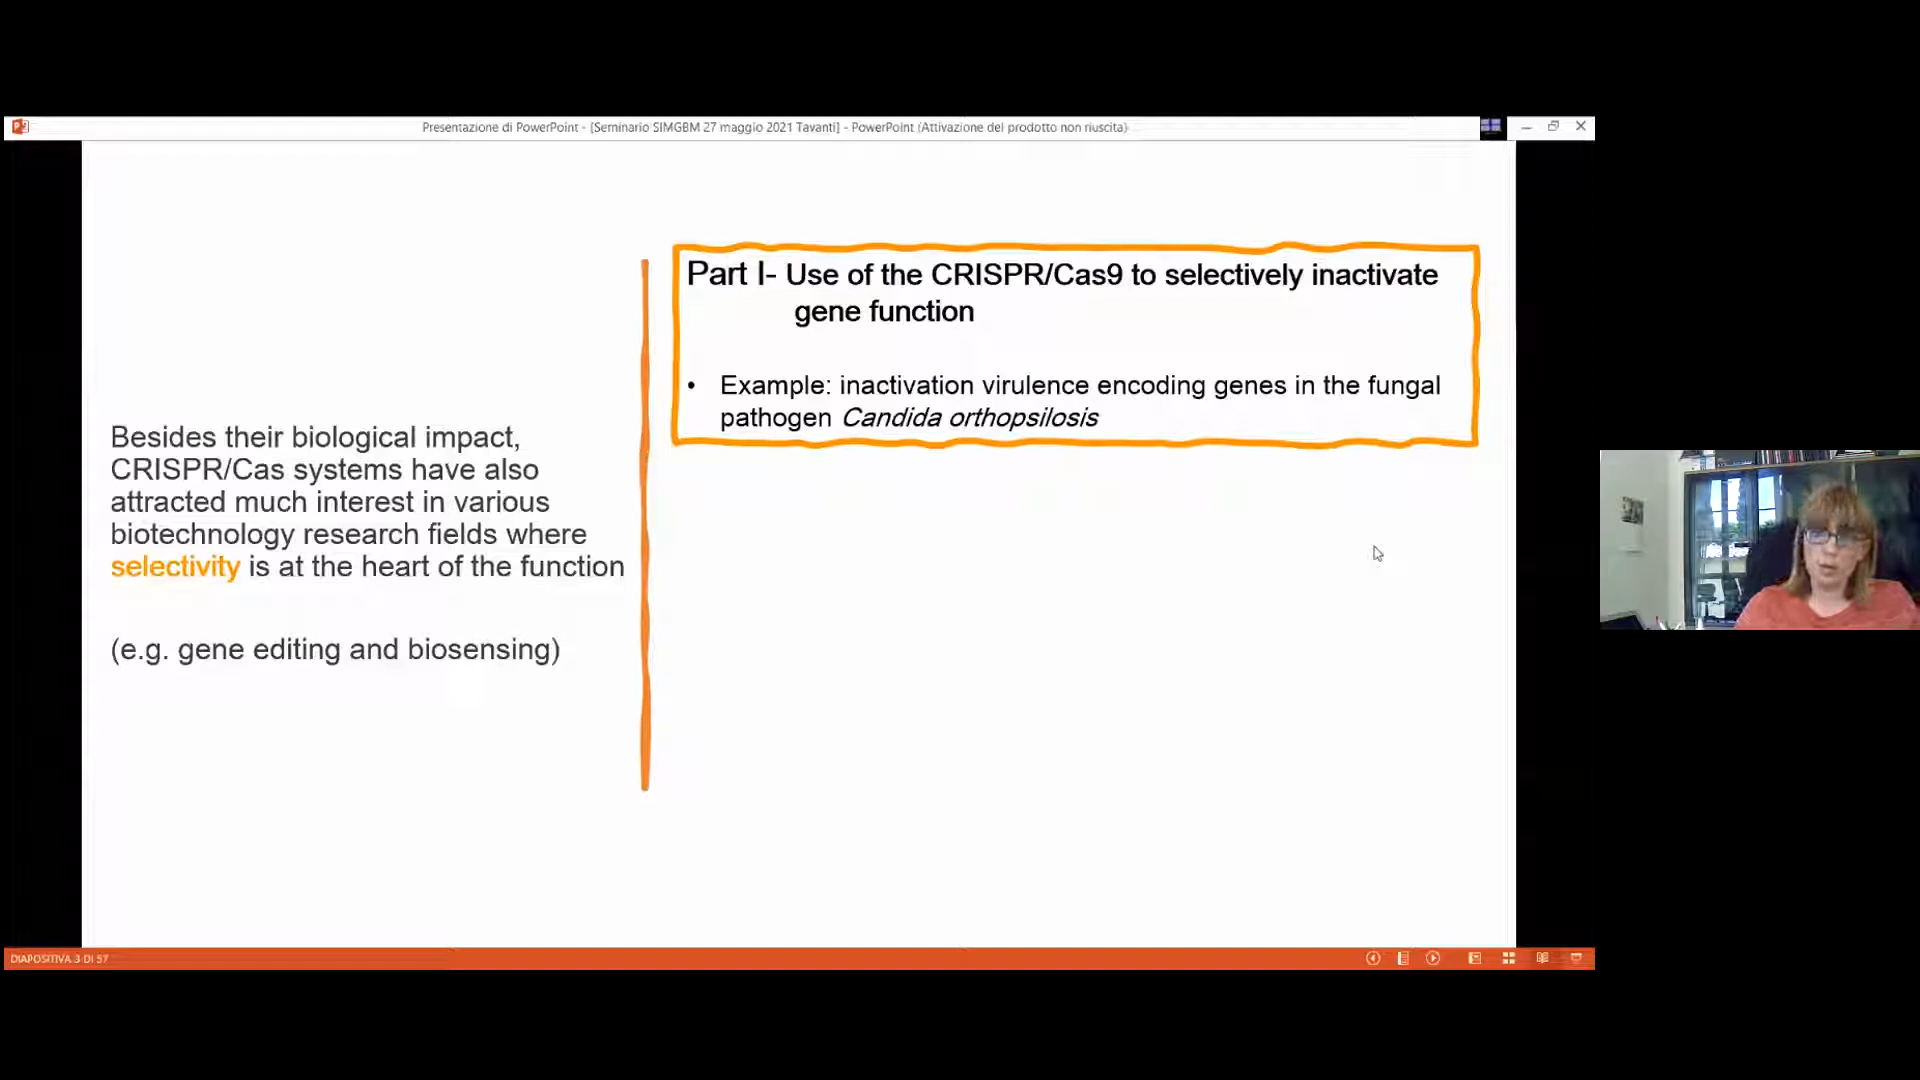 Presentazione di PowerPoint - [Seminario SIMGBM 27 maggio 2021 Tavanti] - PowerPoint (Attivazione del prodotto non riuscita)
Part I- Use of the CRISPR/Cas9 to selectively inactivate
gene function
• Example: inactivation virulence encoding genes in the fungal
pathogen Candida orthopsilosis
Besides their biological impact,
CRISPR/Cas systems have also
attracted much interest in various
biotechnology research fields where
selectivity is at the heart of the function
(e.g. gene editing and biosensing)
DIAPOSITIVA 3 DI 57